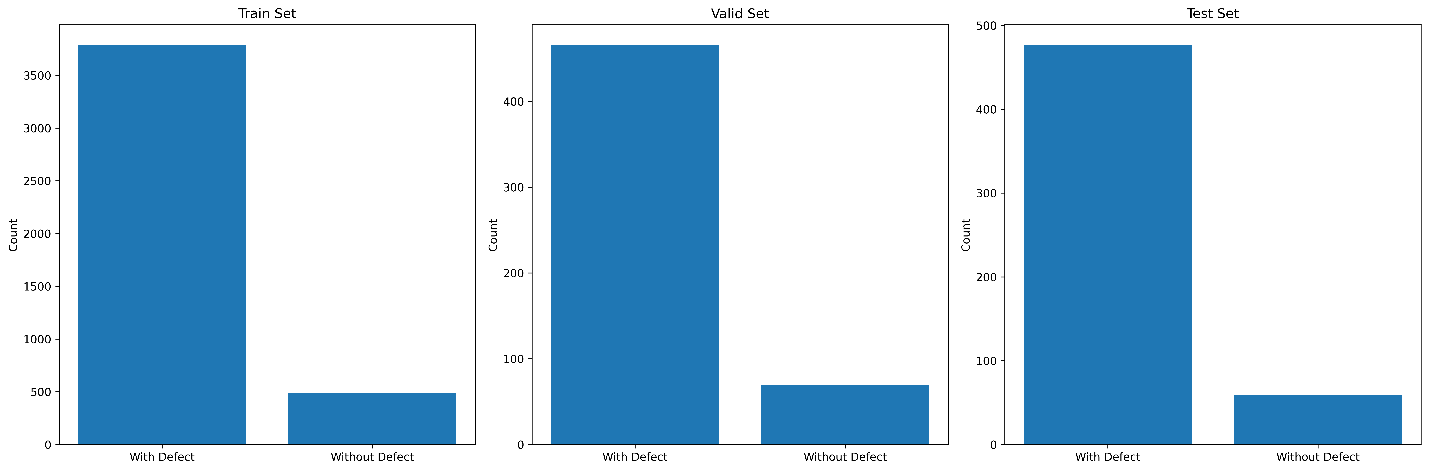 Train Set
Count
3500
3000
2500
2000
1500
1000
500
0
With Defect
Without Defect
Valid Set
Count
400
300
200
100
0
With Defect
Without Defect
Test Set
Count
500
400
300
200
100
0
With Defect
Without Defect